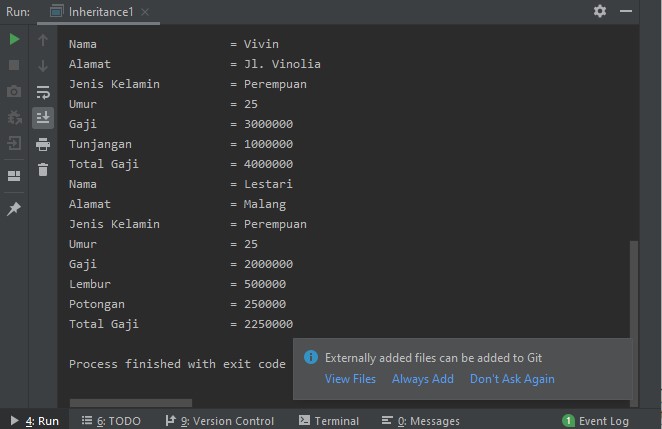 Run: Inheritance1
Nama = Vivin
Alamat = Jl. Vinolia
Jenis Kelamin = Perempuan
Umur = 25
Gaji = 3000000
Tunjangan = 1000000
Total Gaji = 4000000
Nama = Lestari
Alamat = Malang
Jenis Kelamin = Perempuan
Umur = 25
Gaji = 2000000
Lembur = 500000
Potongan = 250000
Total Gaji = 2250000
Process finished with exit code
Externally added files can be added to Git
View Files Always Add Don't Ask Again
4: Run 6: TODO 9: Version Control Terminal 0: Messages 1 Event Log